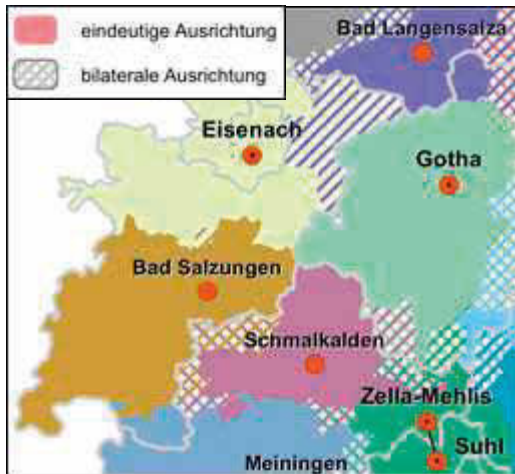 eindeutige Ausrichtung
bilaterale Ausrichtung
Bad Langensalza
Eisenach
Gotha
Bad Salzungen
Schmalkalden
Zella-Mehlis
Suhl
Meiningen